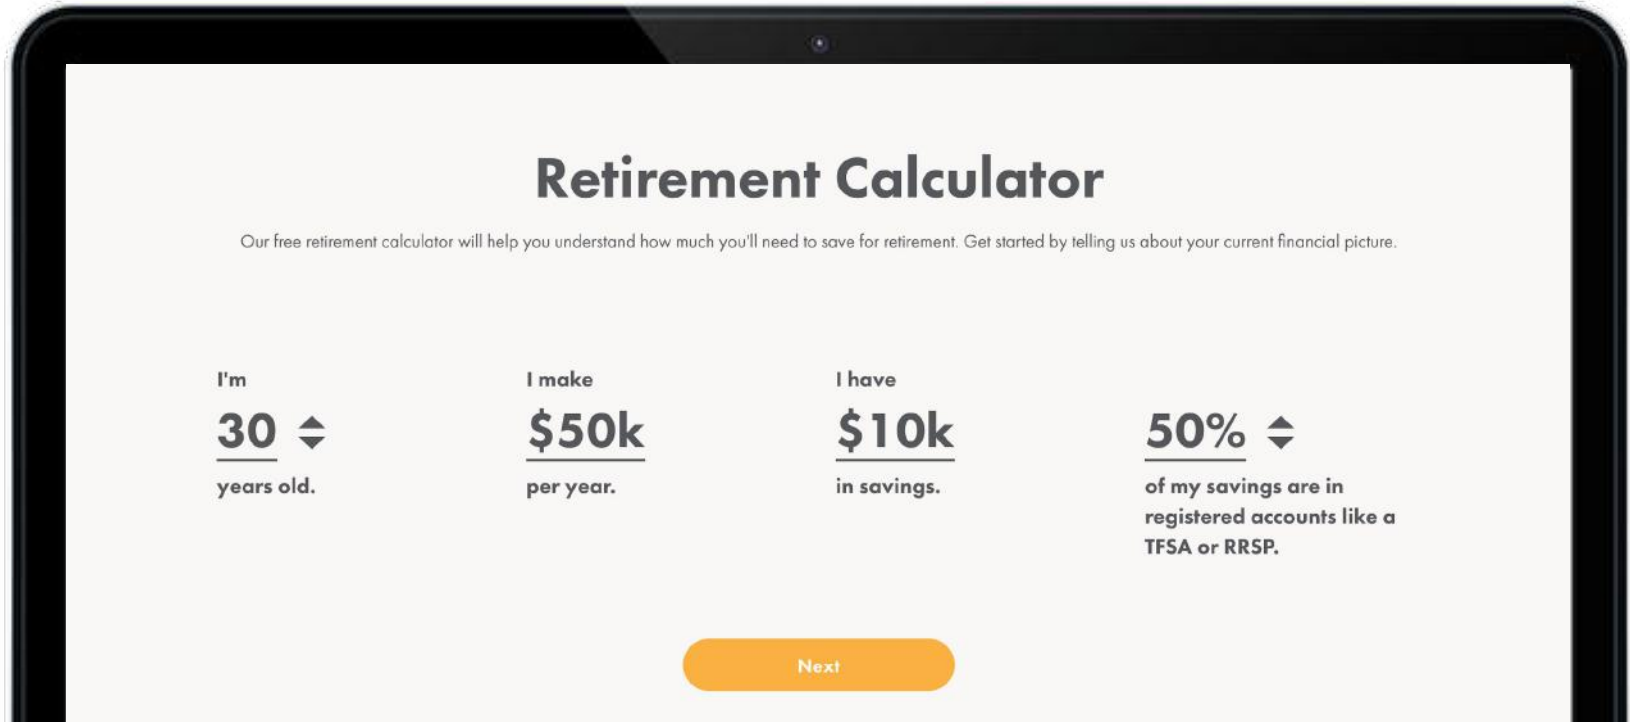 Retirement Calculator
Our free retirement calculator will help you understand how much you'll need to save for retirement. Get started by telling us about your current financial picture.
I'm
30
years old.
I make
$50k
per year.
I have
$10k
in savings.
50%
of my savings are in
registered accounts like a
TFSA or RRSP.
Next